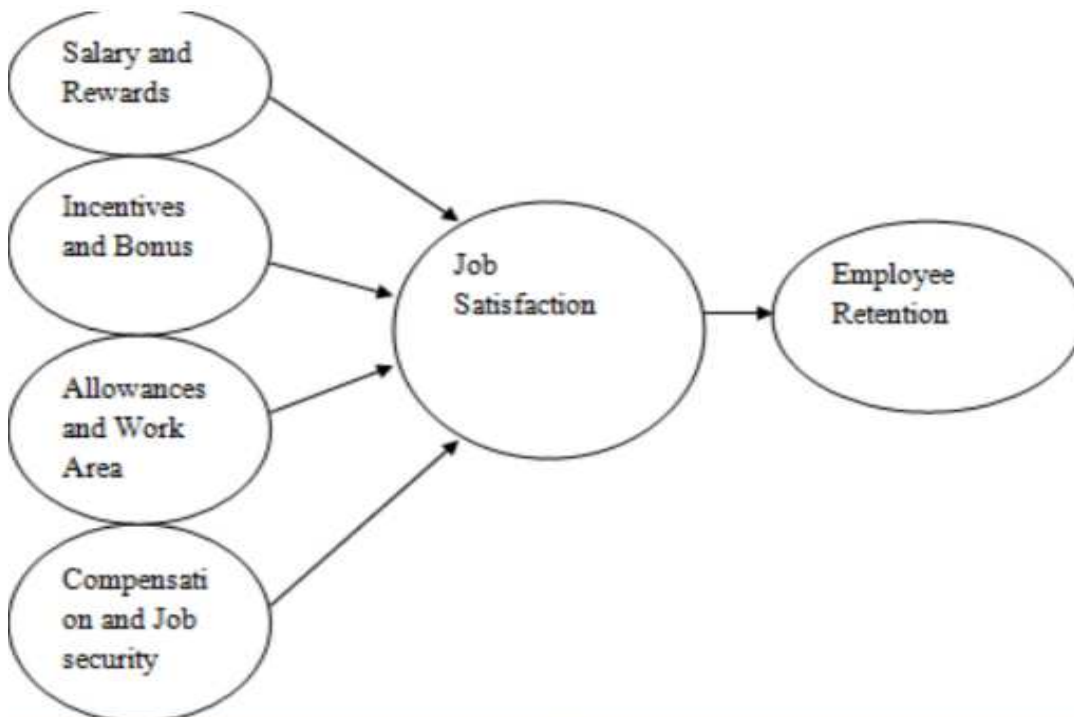 Salary and
Rewards
Incentives
and Bonus
Allowances
and Work
Area
Compensati
on and Job
security
Job
Satisfaction
Employee
Retention